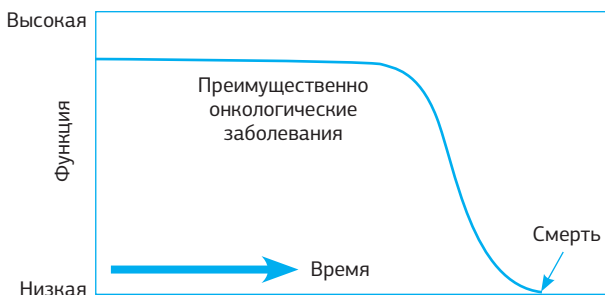 Высокая
Функция
Преимущественно
онкологические
заболевания
Смерть
Время
Низкая